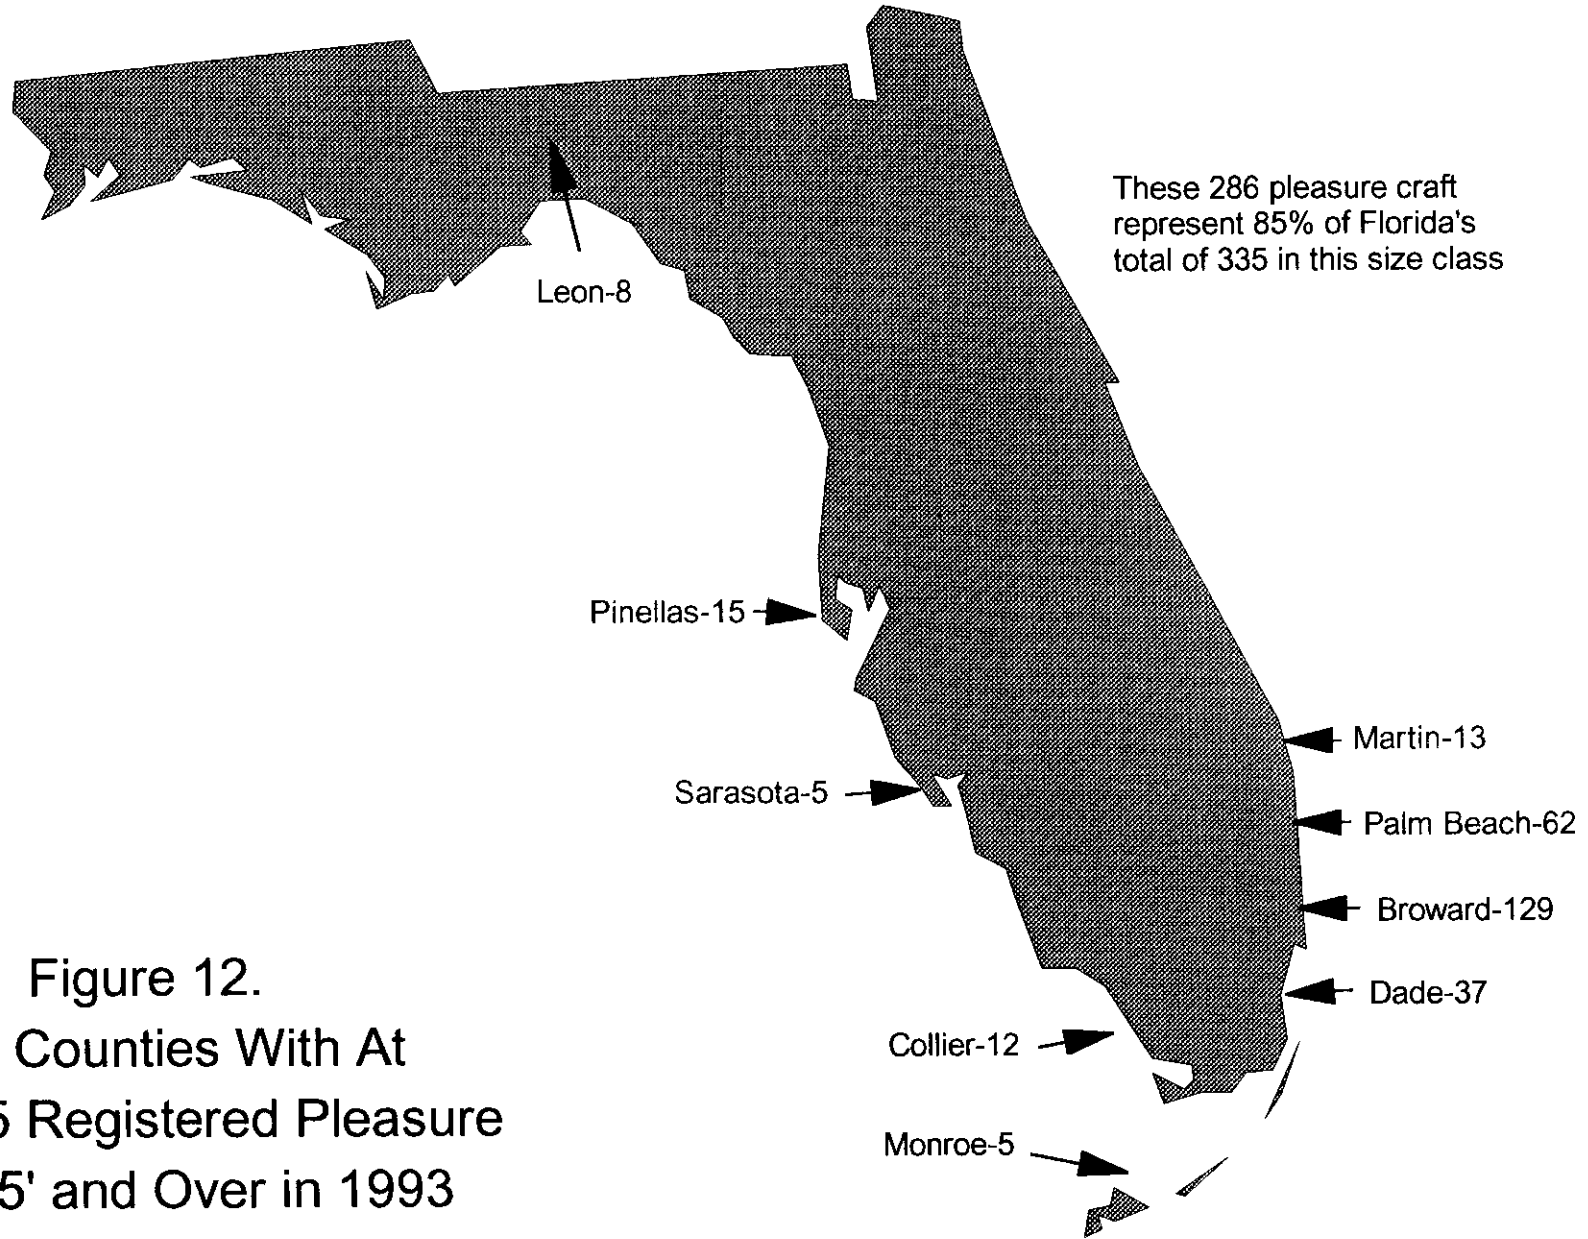 These 286 pleasure craft
represent 85% of Florida's
total of 335 in this size class
Leon-8
Pinellas-15
Martin-13
Sarasota-5
Palm Beach-62
Broward-129
Dade-37
Collier-12
Monroe-5
Figure 12.
Counties With At
5 Registered Pleasure
5' and Over in 1993